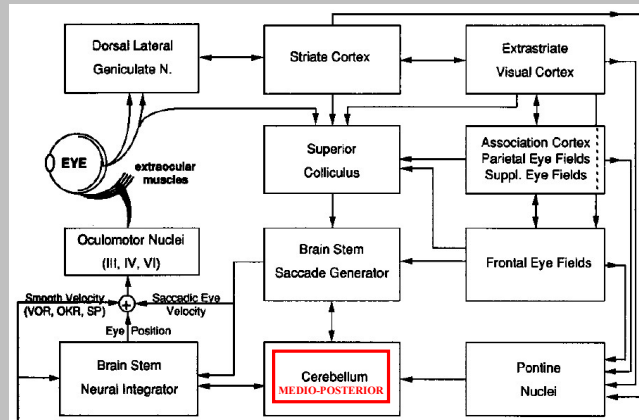 Dorsal Lateral
Geniculate N.
Striate Cortex
Extrastriate
Visual Cortex
EYE
extraocular
muscles
Superior
Colliculus
Association Cortex
Parietal Eye Fields
Suppl. Eye Fields
Oculomotor Nuclei
(III, IV, VI)
Brain Stem
Saccade Generator
Frontal Eye Fields
Smooth Velocity
(VOR, OKR, SP)
+
Saccadic Eye
Velocity
Eye Position
Brain Stem
Neural Integrator
Cerebellum
MEDIO-POSTERIOR
Pontine
Nuclei